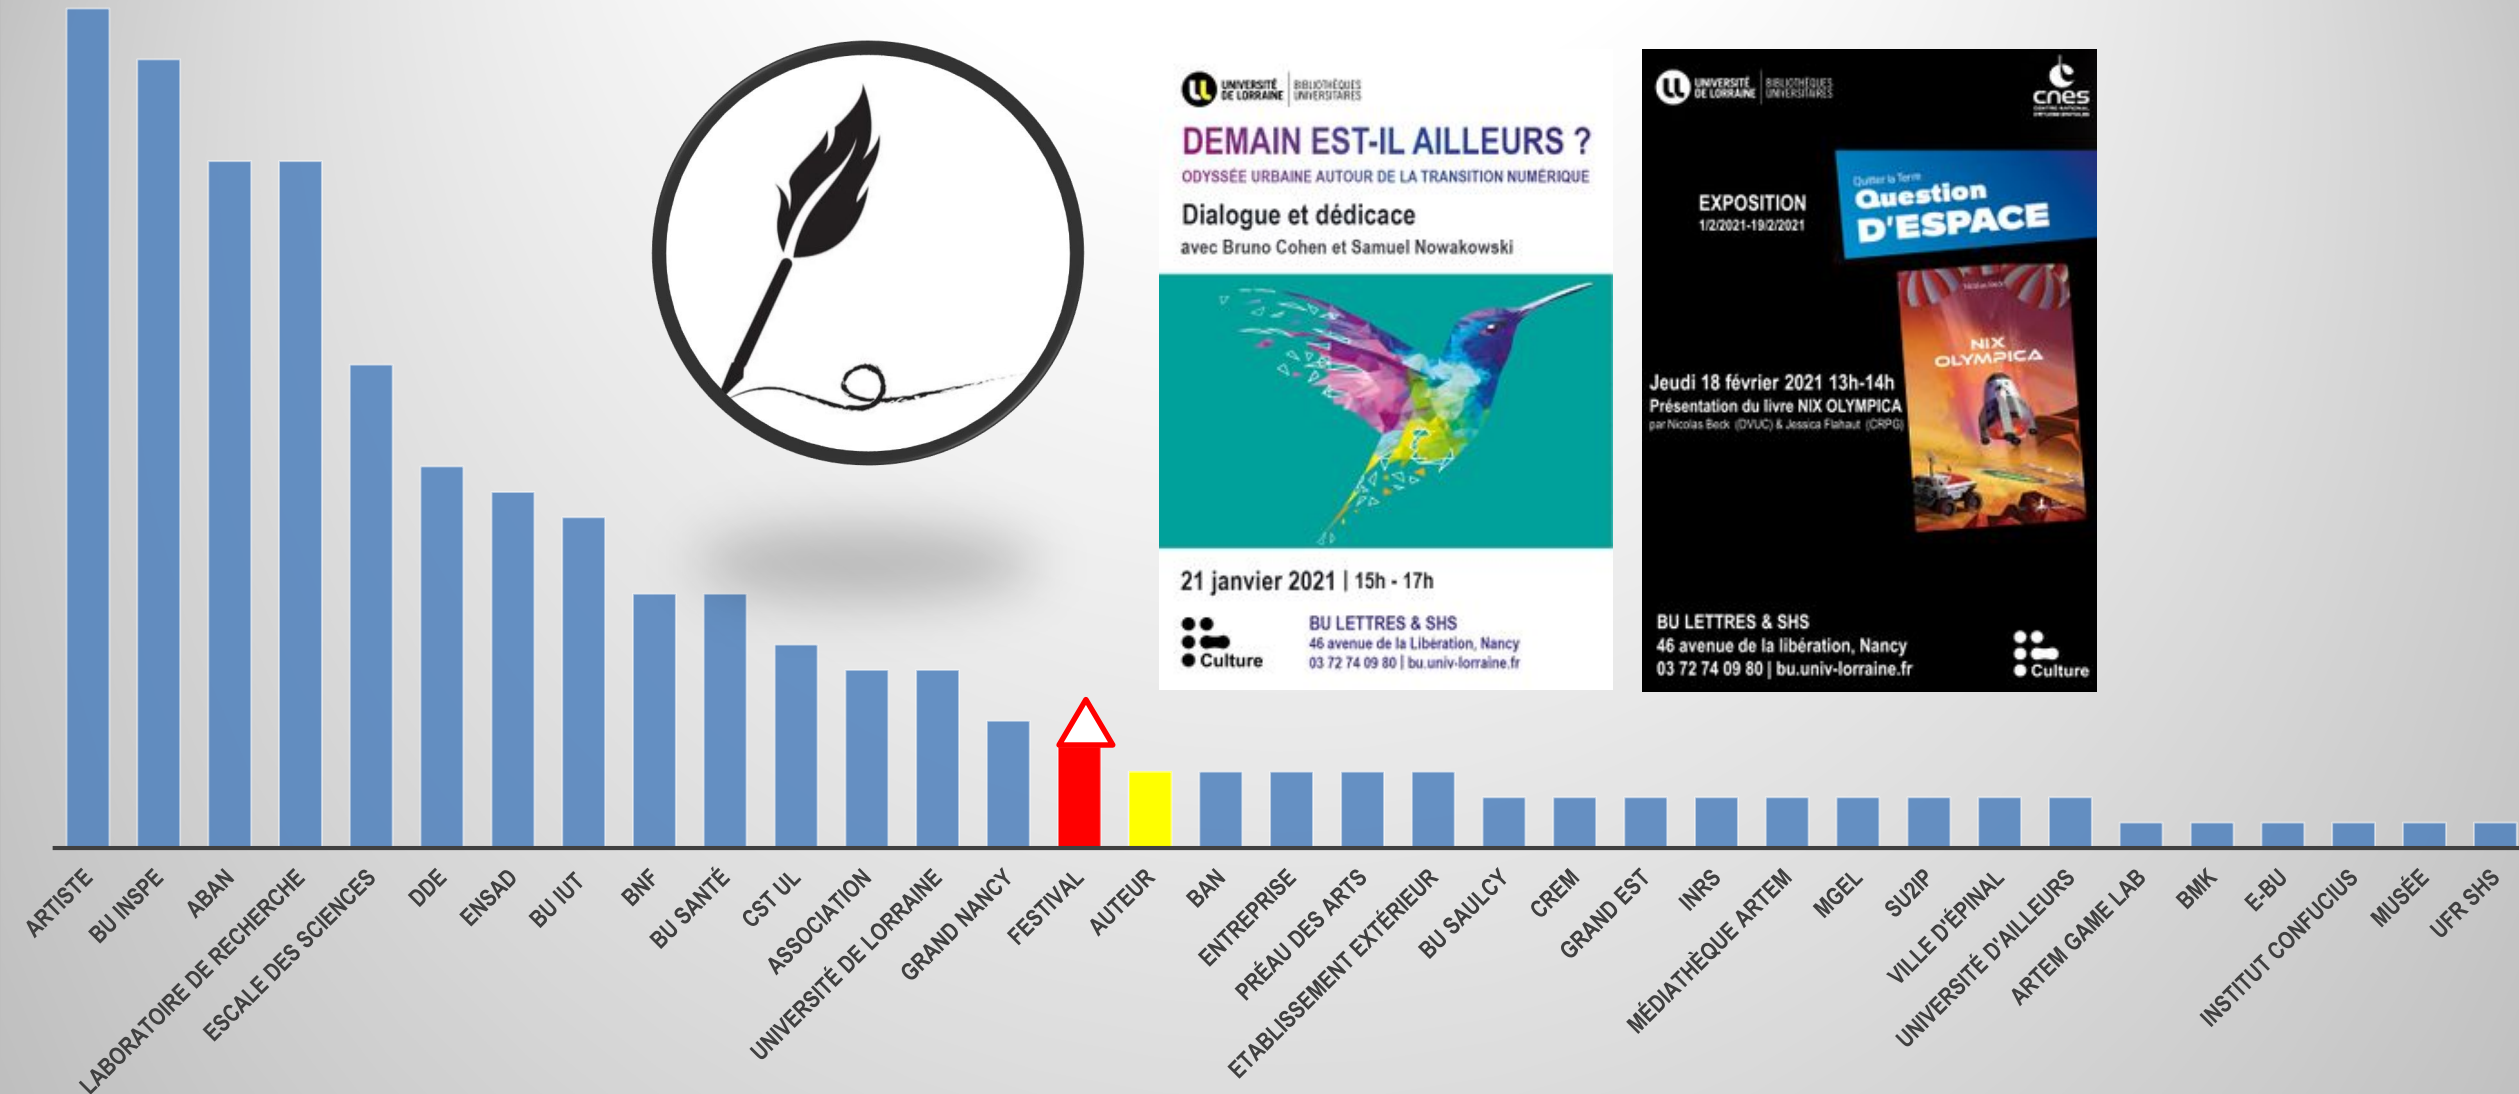 UNIVERSITÉ
DE LORRAINE
BIBLIOTHÈQUES
UNIVERSITAIRES
DEMAIN EST-IL AILLEURS ?
ODYSSÉE URBAINE AUTOUR DE LA TRANSITION NUMÉRIQUE
Dialogue et dédicace
avec Bruno Cohen et Samuel Nowakowski
21 janvier 2021 | 15h - 17h
Culture
BU LETTRES & SHS
46 avenue de la Libération, Nancy
03 72 74 09 80 | bu.univ-lorraine.fr
UNIVERSITÉ
DE LORRAINE
BIBLIOTHÈQUES
UNIVERSITAIRES
cnes
EXPOSITION
1/2/2021-19/2/2021
Quitter la Terre
Question
D'ESPACE
NIX
OLYMPICA
Jeudi 18 février 2021 13h-14h
Présentation du livre NIX OLYMPICA
par Nicolas Beck (DVUC) & Jessica Flahaut (CRPG)
BU LETTRES & SHS
46 avenue de la libération, Nancy
03 72 74 09 80 | bu.univ-lorraine.fr
Culture
ARTISTE
BU INSPE
ABAN
LABORATOIRE DE RECHERCHE
ESCALE DES SCIENCES
DDE
ENSAD
BU IUT
BNF
BU SANTÉ
CST UL
ASSOCIATION
UNIVERSITÉ DE LORRAINE
GRAND NANCY
FESTIVAL
AUTEUR
BAN
ENTREPRISE
PRÉAU DES ARTS
ETABLISSEMENT EXTÉRIEUR
BU SAULCY
CREM
GRAND EST
INRS
MÉDIATHÈQUE ARTEM
MGEL
SU2IP
VILLE D'ÉPINAL
UNIVERSITÉ D'AILLEURS
ARTEM GAME LAB
BMK
E-BU
INSTITUT CONFUCIUS
MUSÉE
UFR SHS